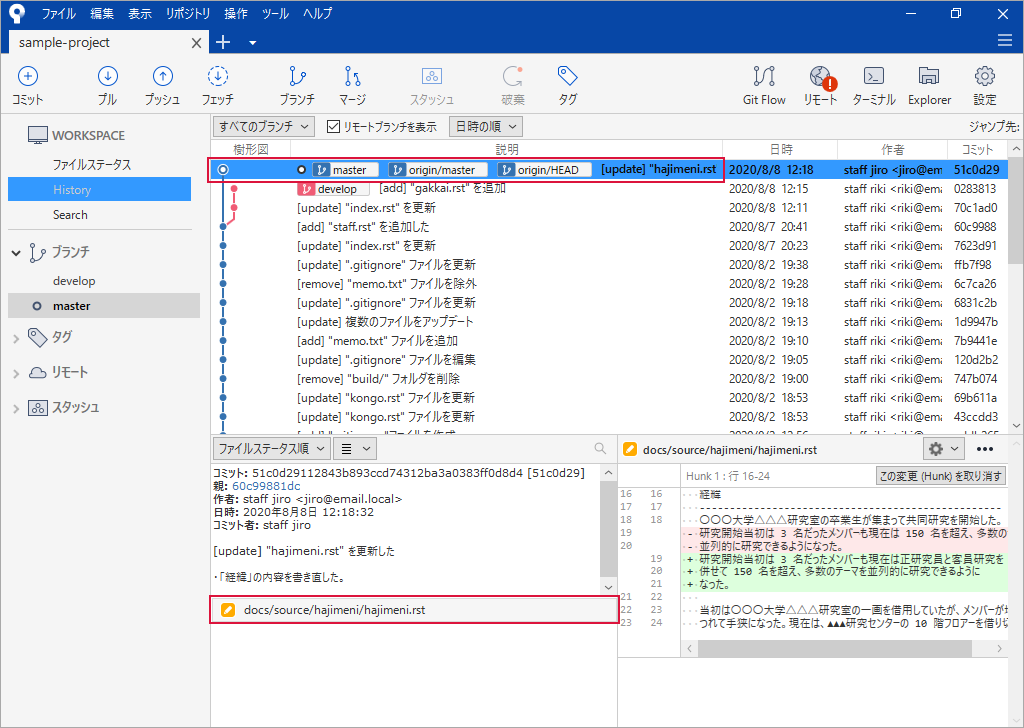 ファイル 編集 表示 リポジトリ 操作 ツール ヘルプ
sample-project
コミット プル プッシュ フェッチ ブランチ マージ スタッシュ 破棄 タグ Git Flow リモート ターミナル Explorer 設定
WORKSPACE
ファイルステータス
History
Search
ブランチ
develop
master
タグ
リモート
スタッシュ
すべてのブランチ リモートブランチを表示 日時の順 ジャンプ先:
樹形図 説明 日時 作者 コミット
master origin/master origin/HEAD [update] "hajimeni.rst 2020/8/8 12:18 staff jiro <jiro@em 51c0d29
develop [add] "gakkai.rst" を追加 2020/8/8 12:15 staff riki <riki@ema 0283813
[update] "index.rst" を更新 2020/8/8 12:11 staff riki <riki@ema 70c1ad0
[add] "staff.rst" を追加した 2020/8/7 20:41 staff riki <riki@ema 60c9988
[update] "index.rst" を更新 2020/8/7 20:23 staff riki <riki@ema 7623d91
[update] ".gitignore" ファイルを更新 2020/8/2 19:38 staff riki <riki@ema ffb7f98
[remove] "memo.txt" ファイルを除外 2020/8/2 19:28 staff riki <riki@ema 6c7ca26
[update] ".gitignore" ファイルを更新 2020/8/2 19:18 staff riki <riki@ema 6831c2b
[update] 複数のファイルをアップデート 2020/8/2 19:13 staff riki <riki@ema 1d9947b
[add] "memo.txt" ファイルを追加 2020/8/2 19:10 staff riki <riki@ema 7b9441e
[update] ".gitignore" ファイルを編集 2020/8/2 19:05 staff riki <riki@ema 120d2b2
[remove] "build/" フォルダを削除 2020/8/2 19:00 staff riki <riki@ema 747b074
[update] "kongo.rst" ファイルを更新 2020/8/2 18:53 staff riki <riki@ema 69b611a
[update] "kongo.rst" ファイルを更新 2020/8/2 18:53 staff riki <riki@ema 43ccdd3
ファイルステータス順
コミット: 51c0d29112843b893ccd74312ba3a0383ff0d8d4 [51c0d29]
親: 60c99881dc
作者: staff jiro <jiro@email.local>
日時: 2020年8月8日 12:18:32
コミット者: staff jiro
[update] "hajimeni.rst" を更新した
・「経緯」の内容を書き直した。
docs/source/hajimeni/hajimeni.rst
docs/source/hajimeni/hajimeni.rst
Hunk 1 : 行 16-24 この変更 (Hunk) を取り消す
16 16 経緯
17 17 ----------------------------------------
18 18 〇〇〇大学△△△研究室の卒業生が集まって共同研究を開始した。
19 - 研究開始当初は 3 名だったメンバーも現在は 150 名を超え、多数の
20 - 並列的に研究できるようになった。
19 + 研究開始当初は 3 名だったメンバーも現在は正研究員と客員研究を
20 + 併せて 150 名を超え、多数のテーマを並列的に研究できるように
21 + なった。
21 22
22 23 当初は〇〇〇大学△△△研究室の一画を借用していたが、メンバーが
23 24 つれて手狭になった。現在は、▲▲▲研究センターの 10 階フロアーを借り